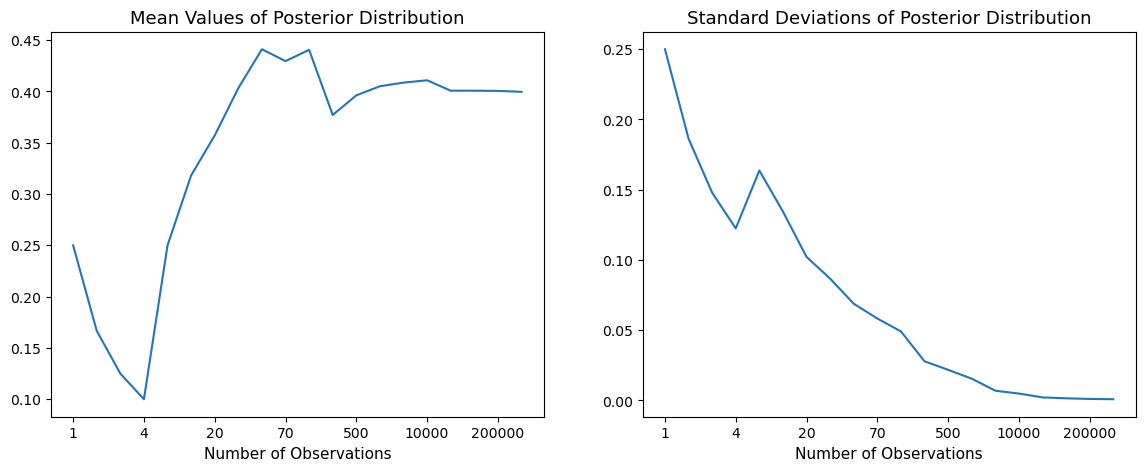 Mean Values of Posterior Distribution
0.45
0.40
0.35
0.30
0.25
0.20
0.15
0.10
1 4 20 70 500 10000 200000
Number of Observations
Standard Deviations of Posterior Distribution
0.25
0.20
0.15
0.10
0.05
0.00
1 4 20 70 500 10000 200000
Number of Observations